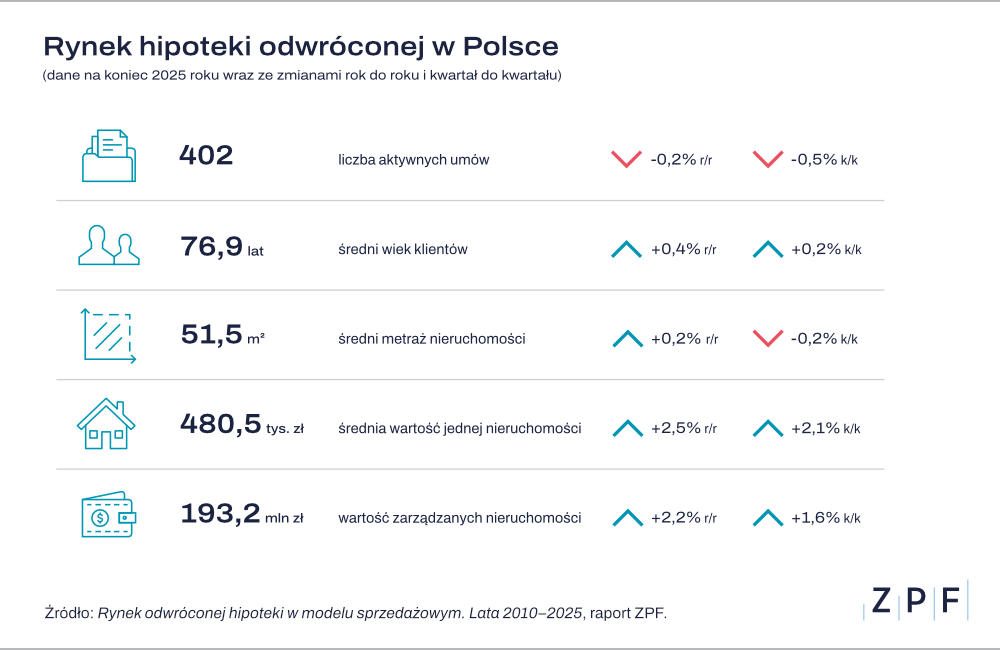 Rynek hipoteki odwróconej w Polsce
(dane na koniec 2025 roku wraz ze zmianami rok do roku i kwartał do kwartału)
402 liczba aktywnych umów -0,2% r/r -0,5% k/k
76,9 lat średni wiek klientów +0,4% r/r +0,2% k/k
51,5 m² średni metraż nieruchomości +0,2% r/r -0,2% k/k
480,5 tys. zł średnia wartość jednej nieruchomości +2,5% r/r +2,1% k/k
$ 193,2 mln zł wartość zarządzanych nieruchomości +2,2% r/r +1,6% k/k
Źródło: Rynek odwróconej hipoteki w modelu sprzedażowym. Lata 2010–2025, raport ZPF.
ZPF